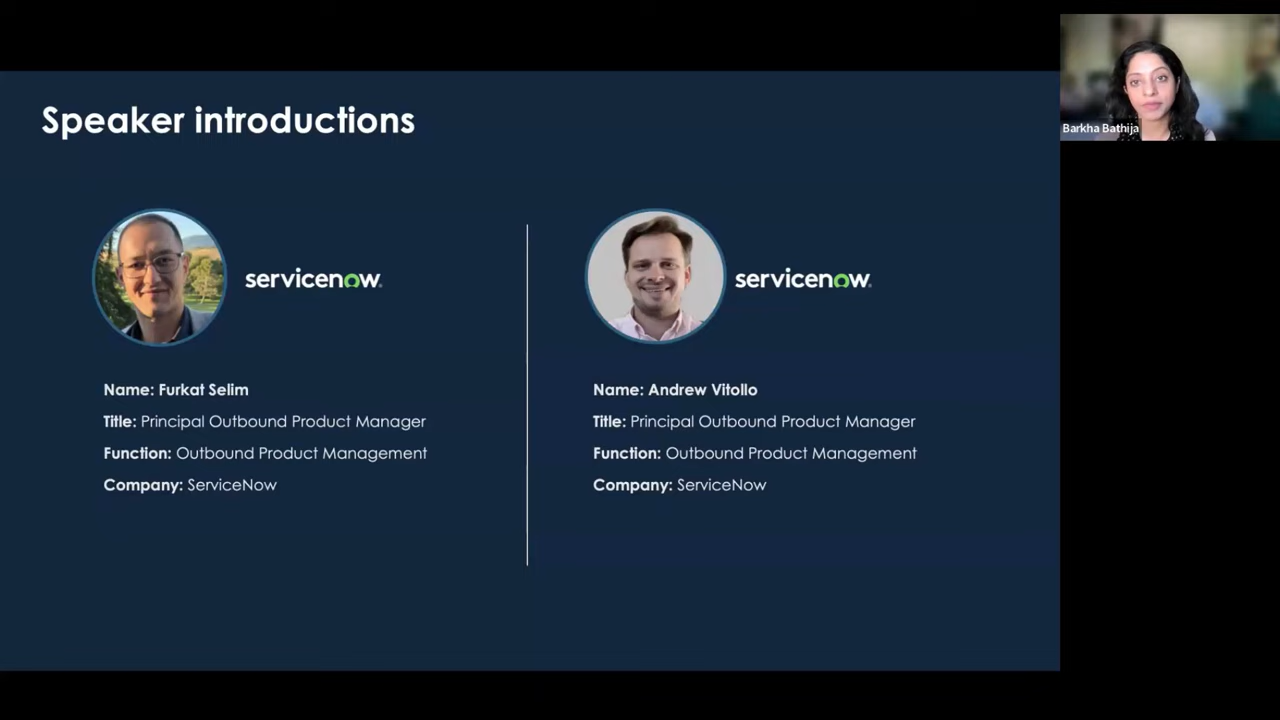 Speaker introductions
servicenow
Name: Furkat Selim
Title: Principal Outbound Product Manager
Function: Outbound Product Management
Company: ServiceNow
servicenow
Name: Andrew Vitollo
Title: Principal Outbound Product Manager
Function: Outbound Product Management
Company: ServiceNow
Barkha Bathija